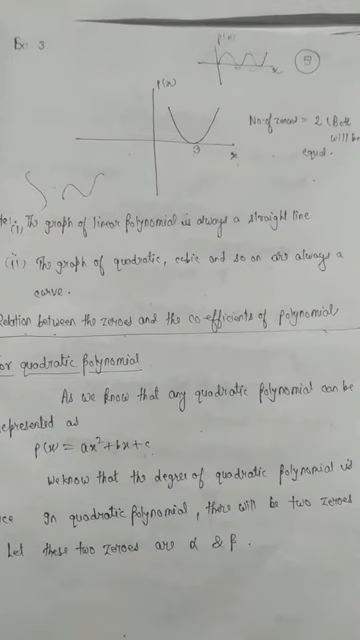 Ex. 3
P(x)
x
5
P(x)
3
x
No. of zeroes = 2 (Both
will be
equal.
te:- (i) The graph of linear polynomial is always a straight line
(ii) The graph of quadratic, cubic and so on are always a
curve.
Relation between the zeroes and the co-efficients of polynomial
or quadratic polynomial
As we know that any quadratic polynomial can be
represented as
P(x) = ax² + bx + c
We know that the degree of quadratic polynomial is
ce In quadratic polynomial, there will be two zeroes
Let these two zeroes are α & β.